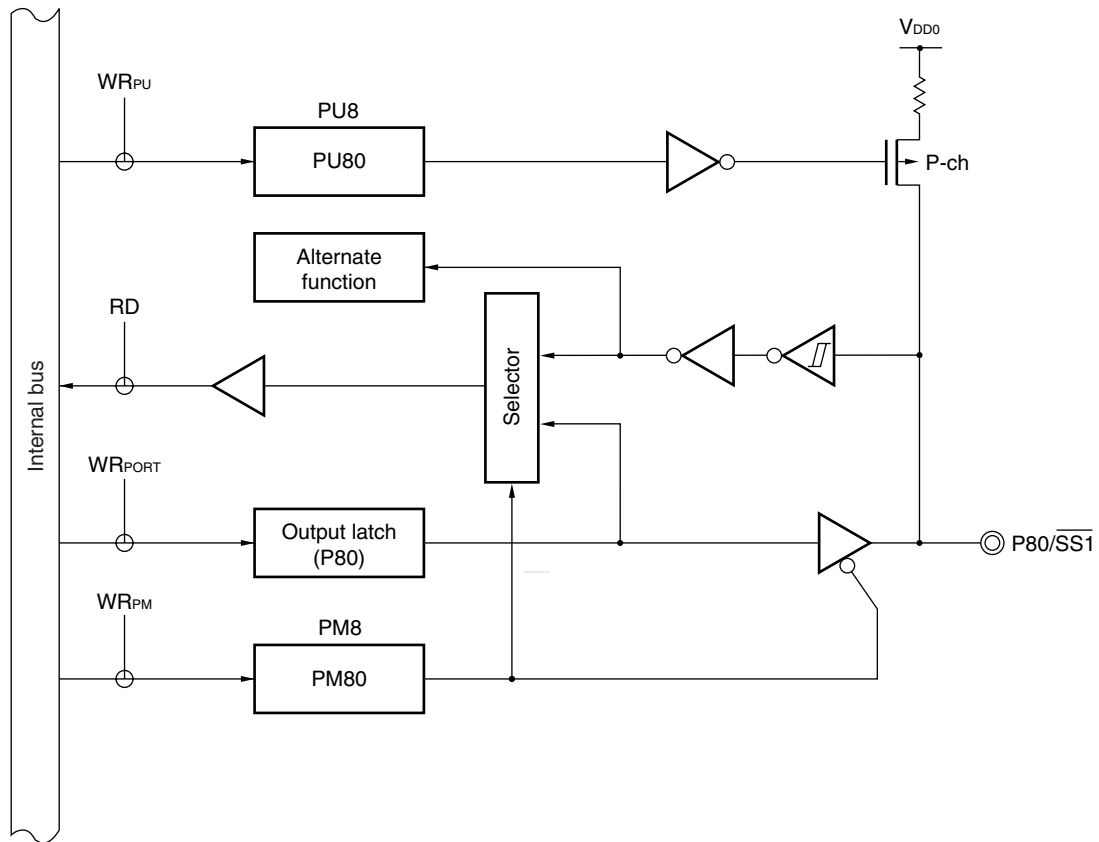 VDD0
WRPU
PU8
PU80
P-ch
Alternate
function
RD
Selector
Internal bus
WRPORT
Output latch
(P80)
P80/S̅S̅1̅
WRPM
PM8
PM80